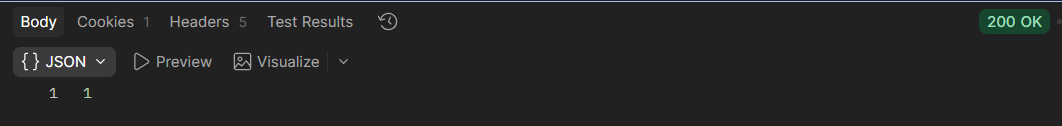 Body Cookies 1 Headers 5 Test Results 200 OK
{} JSON Preview Visualize
1 1